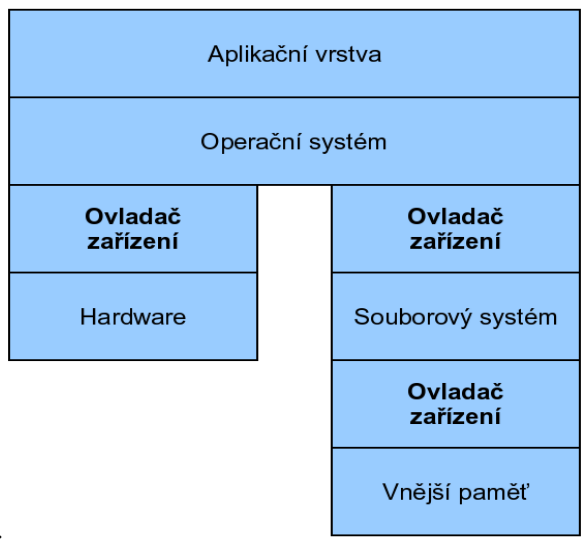 Aplikační vrstva
Operační systém
Ovladač
zařízení
Ovladač
zařízení
Hardware
Souborový systém
Ovladač
zařízení
Vnější paměť
.